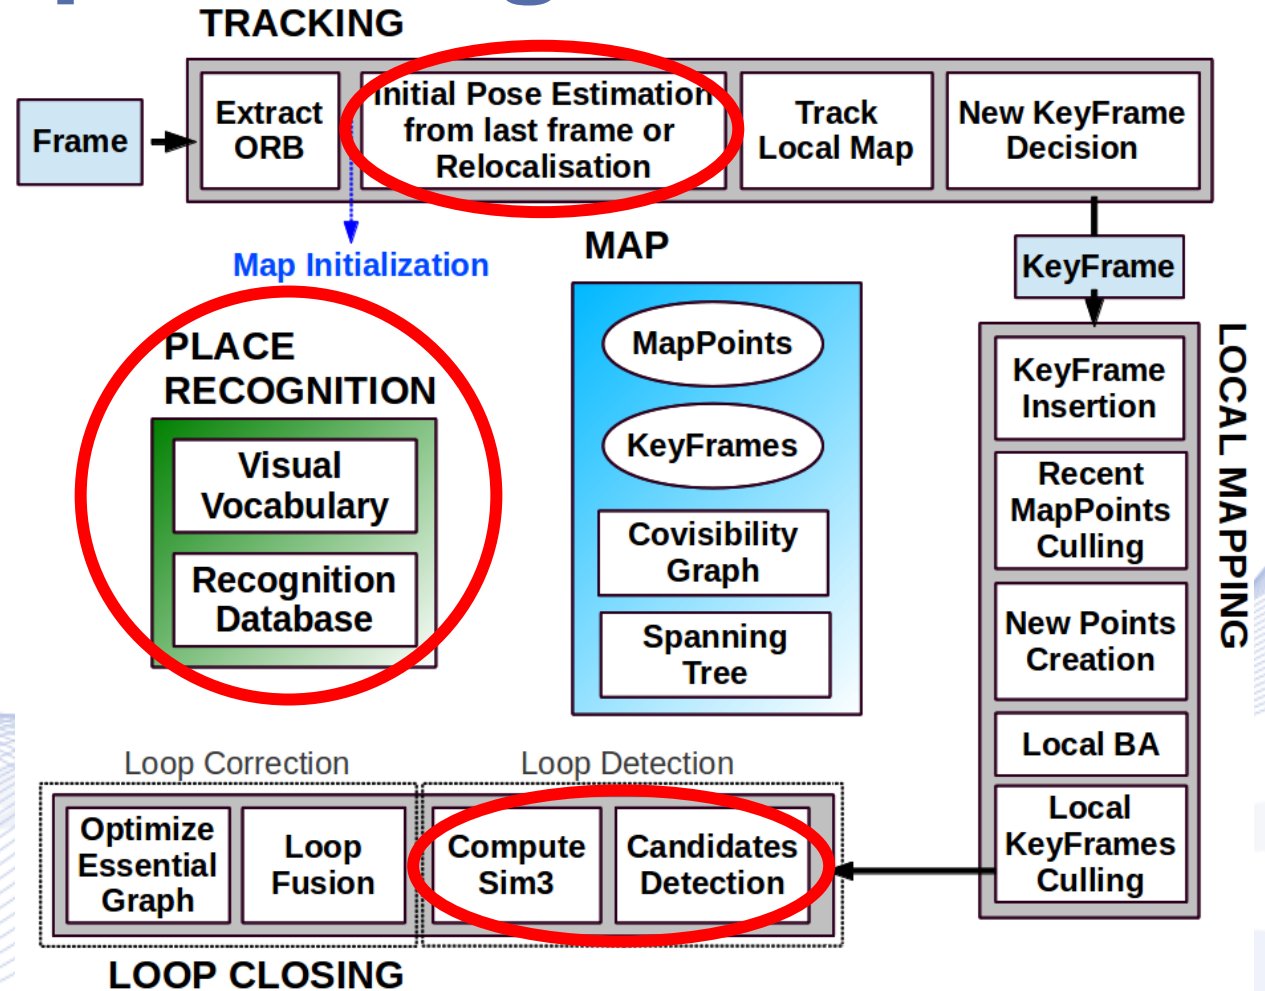 TRACKING
Frame
Extract
ORB
Initial Pose Estimation
from last frame or
Relocalisation
Track
Local Map
New KeyFrame
Decision
Map Initialization
MAP
KeyFrame
PLACE
RECOGNITION
Visual
Vocabulary
Recognition
Database
MapPoints
KeyFrames
Covisibility
Graph
Spanning
Tree
LOCAL MAPPING
KeyFrame
Insertion
Recent
MapPoints
Culling
New Points
Creation
Local BA
Local
KeyFrames
Culling
Loop Correction
Loop Detection
Optimize
Essential
Graph
Loop
Fusion
Compute
Sim3
Candidates
Detection
LOOP CLOSING